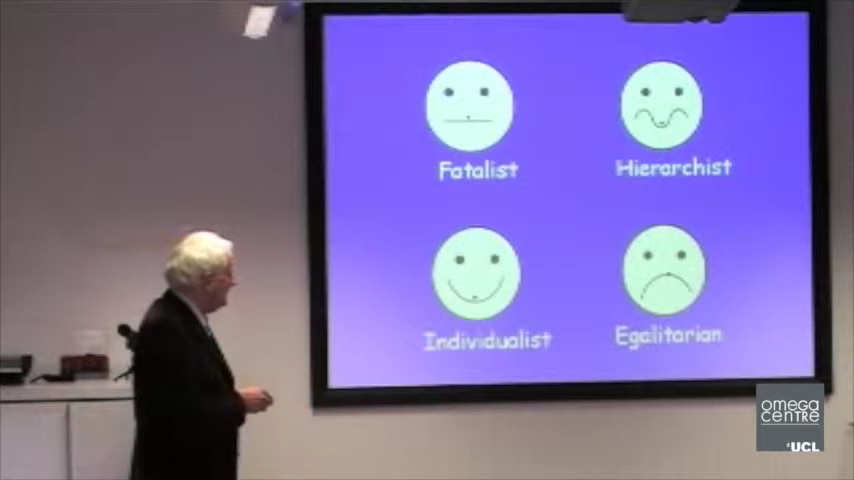 Fatalist
Hierarchist
Individualist
Egalitarian
omega
centre
UCL